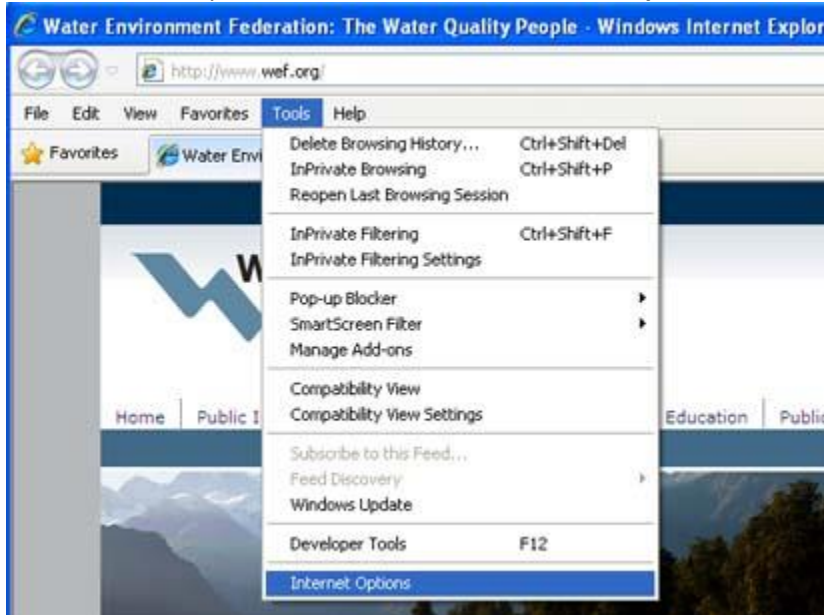 Water Environment Federation: The Water Quality People - Windows Internet Explor
http://www.wef.org/
File Edit View Favorites Tools Help
Favorites Water Envi
Delete Browsing History... Ctrl+Shift+Del
InPrivate Browsing Ctrl+Shift+P
Reopen Last Browsing Session
InPrivate Filtering Ctrl+Shift+F
InPrivate Filtering Settings
Pop-up Blocker
SmartScreen Filter
Manage Add-ons
Compatibility View
Compatibility View Settings
Home Public I Education Public
Subscribe to this Feed...
Feed Discovery
Windows Update
Developer Tools F12
Internet Options